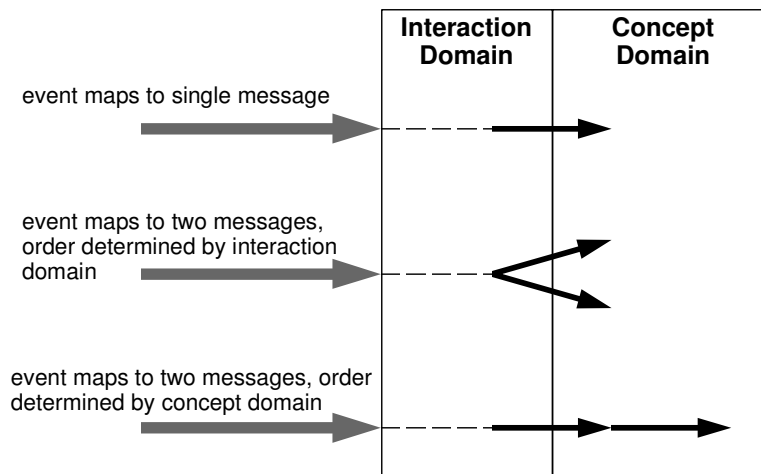 Interaction
Domain
Concept
Domain
event maps to single message
event maps to two messages,
order determined by interaction
domain
event maps to two messages, order
determined by concept domain